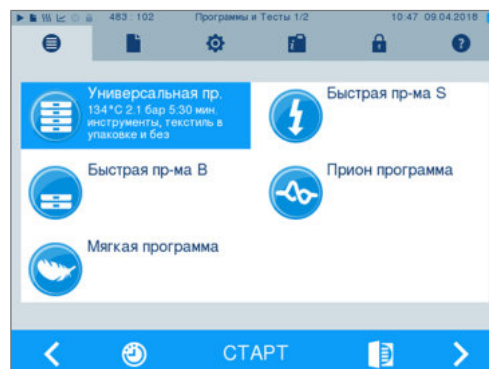 463 : 102 Программы и Тесты 1/2 10:47 09.04.2018
Универсальная пр.
134°C 2.1 бар 5:30 мин.
инструменты, текстиль в
упаковке и без
Быстрая пр-ма S
Быстрая пр-ма B
Прион программа
Мягкая программа
СТАРТ